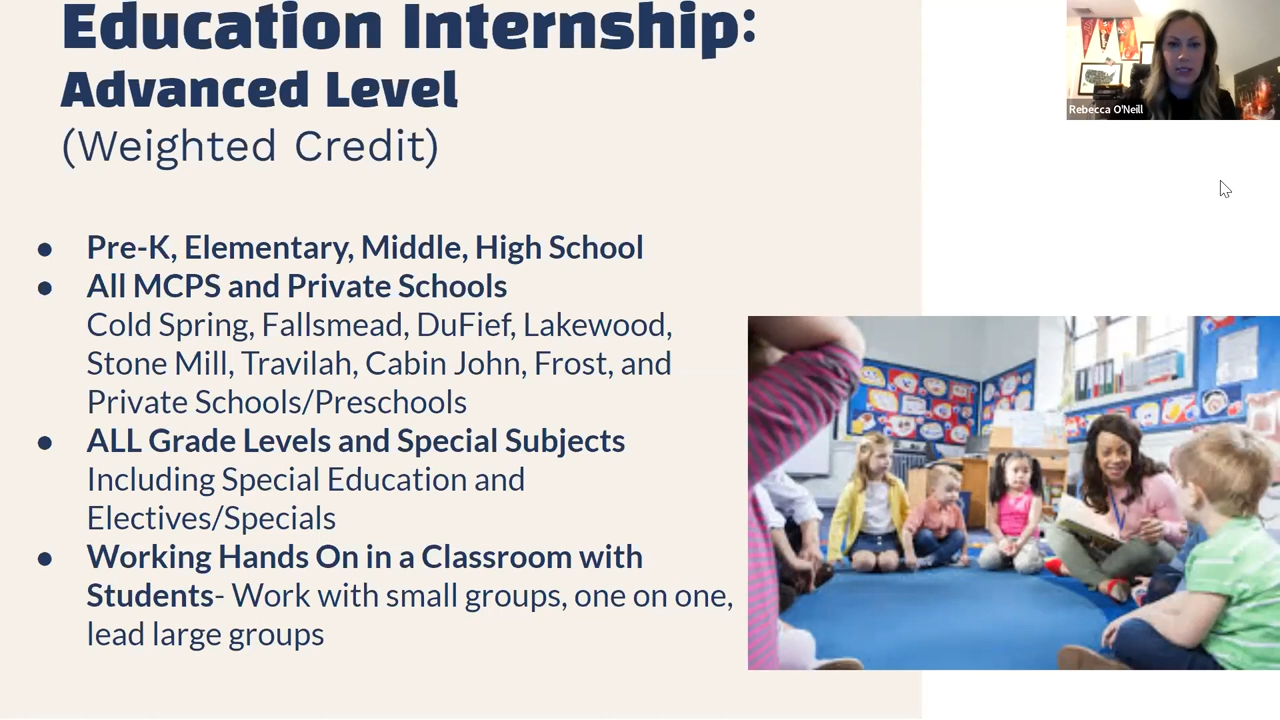 Education Internship:
Advanced Level
(Weighted Credit)
Rebecca O'Neill
● Pre-K, Elementary, Middle, High School
● All MCPS and Private Schools
Cold Spring, Fallsmead, DuFief, Lakewood,
Stone Mill, Travilah, Cabin John, Frost, and
Private Schools/Preschools
● ALL Grade Levels and Special Subjects
Including Special Education and
Electives/Specials
● Working Hands On in a Classroom with
Students- Work with small groups, one on one,
lead large groups